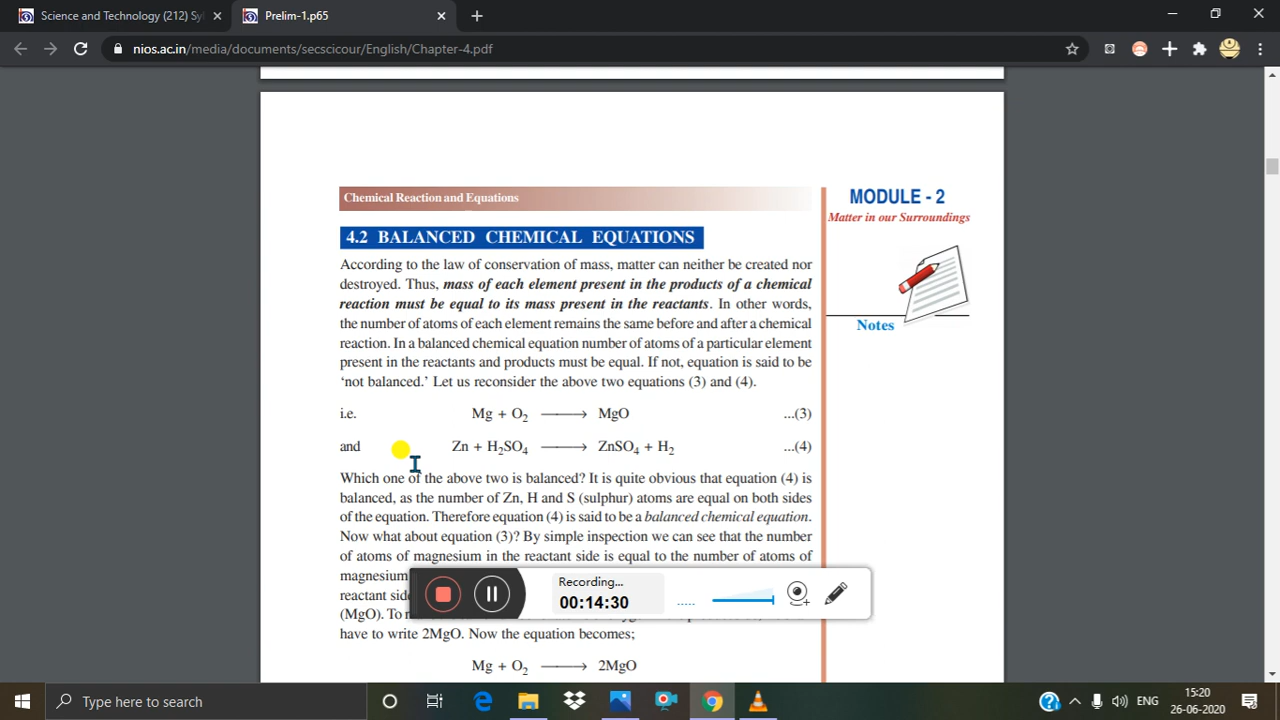 Science and Technology (212) Syl
Prelim-1.p65
nios.ac.in/media/documents/secscicour/English/Chapter-4.pdf
Chemical Reaction and Equations
MODULE - 2
Matter in our Surroundings
Notes
4.2 BALANCED CHEMICAL EQUATIONS
According to the law of conservation of mass, matter can neither be created nor
destroyed. Thus, mass of each element present in the products of a chemical
reaction must be equal to its mass present in the reactants. In other words,
the number of atoms of each element remains the same before and after a chemical
reaction. In a balanced chemical equation number of atoms of a particular element
present in the reactants and products must be equal. If not, equation is said to be
‘not balanced.’ Let us reconsider the above two equations (3) and (4).
i.e. Mg + O₂ ⟶ MgO ...(3)
and Zn + H₂SO₄ ⟶ ZnSO₄ + H₂ ...(4)
Which one of the above two is balanced? It is quite obvious that equation (4) is
balanced, as the number of Zn, H and S (sulphur) atoms are equal on both sides
of the equation. Therefore equation (4) is said to be a balanced chemical equation.
Now what about equation (3)? By simple inspection we can see that the number
of atoms of magnesium in the reactant side is equal to the number of atoms of
magnesium
reactant side
(MgO). To
have to write 2MgO. Now the equation becomes;
Mg + O₂ ⟶ 2MgO
Recording...
00:14:30
Type here to search
ENG
15:20
26-06-2020